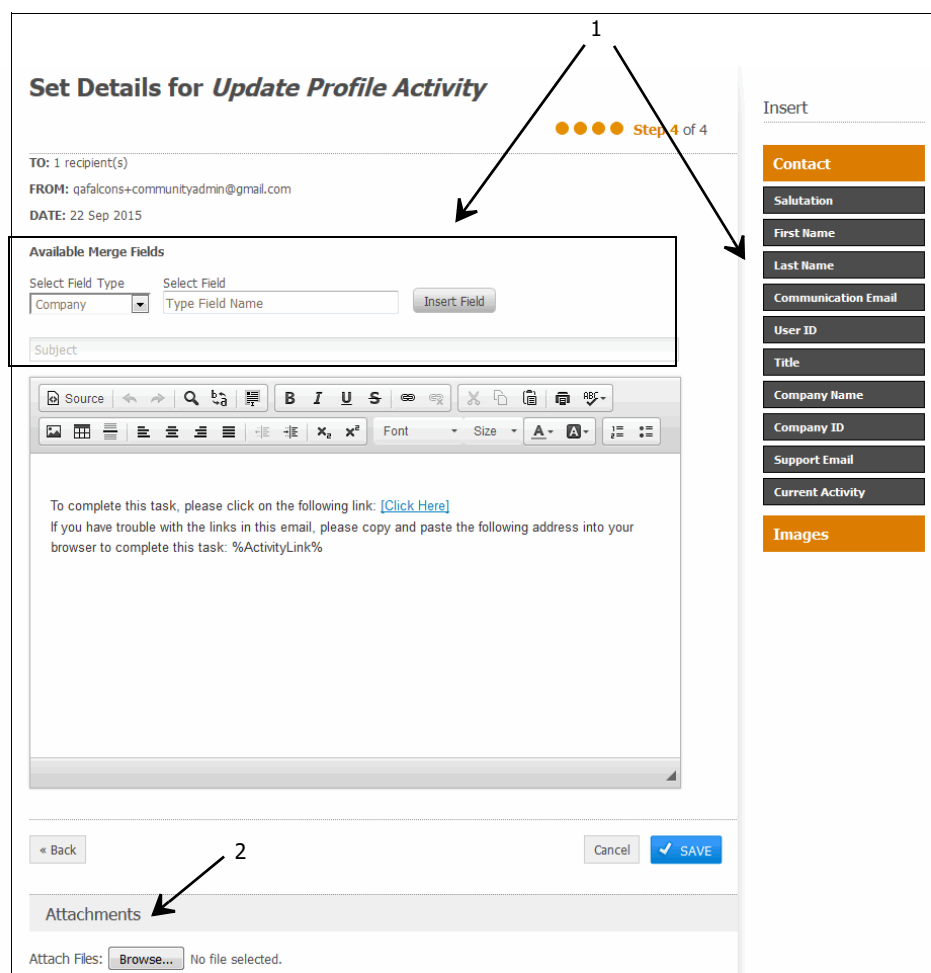 1
Set Details for Update Profile Activity
Step 4 of 4
TO: 1 recipient(s)
FROM: qafalcons+communityadmin@gmail.com
DATE: 22 Sep 2015
Available Merge Fields
Select Field Type Select Field
Company Type Field Name Insert Field
Subject
Source B I U S ABC
Font Size A A
To complete this task, please click on the following link: [Click Here]
If you have trouble with the links in this email, please copy and paste the following address into your
browser to complete this task: %ActivityLink%
« Back 2 Cancel SAVE
Attachments
Attach Files: Browse... No file selected.
Insert
Contact
Salutation
First Name
Last Name
Communication Email
User ID
Title
Company Name
Company ID
Support Email
Current Activity
Images